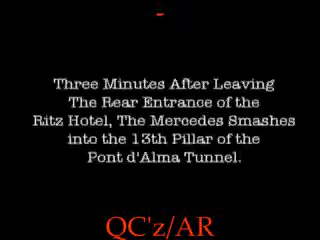 Three Minutes After Leaving
The Rear Entrance of the
Ritz Hotel, The Mercedes Smashes
into the 13th Pillar of the
Pont d'Alma Tunnel.
QC'z/AR